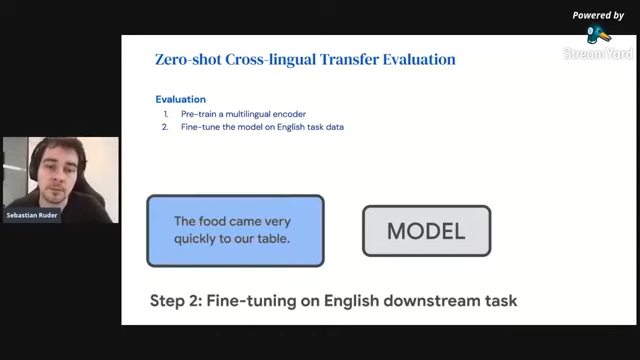 Powered by
StreamYard
Zero-shot Cross-lingual Transfer Evaluation
Evaluation
1. Pre-train a multilingual encoder
2. Fine-tune the model on English task data
The food came very
quickly to our table.
MODEL
Sebastian Ruder
Step 2: Fine-tuning on English downstream task